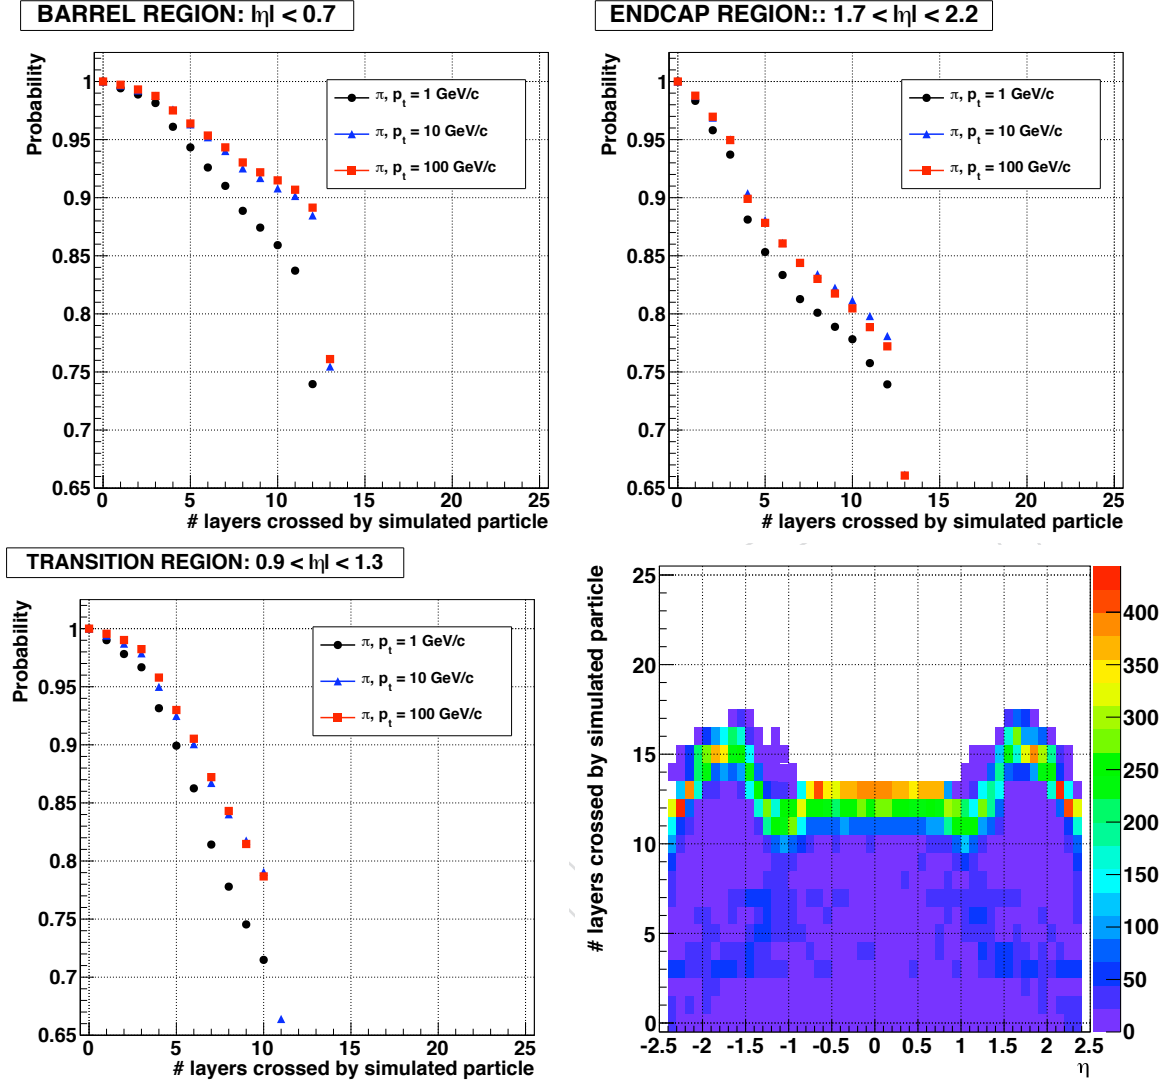 BARREL REGION: |η| < 0.7
Probability
1
0.95
0.9
0.85
0.8
0.75
0.7
0.65
π, pt = 1 GeV/c
π, pt = 10 GeV/c
π, pt = 100 GeV/c
0 5 10 15 20 25
# layers crossed by simulated particle
ENDCAP REGION:: 1.7 < |η| < 2.2
Probability
1
0.95
0.9
0.85
0.8
0.75
0.7
0.65
π, pt = 1 GeV/c
π, pt = 10 GeV/c
π, pt = 100 GeV/c
0 5 10 15 20 25
# layers crossed by simulated particle
TRANSITION REGION: 0.9 < |η| < 1.3
Probability
1
0.95
0.9
0.85
0.8
0.75
0.7
0.65
π, pt = 1 GeV/c
π, pt = 10 GeV/c
π, pt = 100 GeV/c
0 5 10 15 20 25
# layers crossed by simulated particle
# layers crossed by simulated particle
25
20
15
10
5
0
-2.5 -2 -1.5 -1 -0.5 0 0.5 1 1.5 2 2.5
η
400
350
300
250
200
150
100
50
0